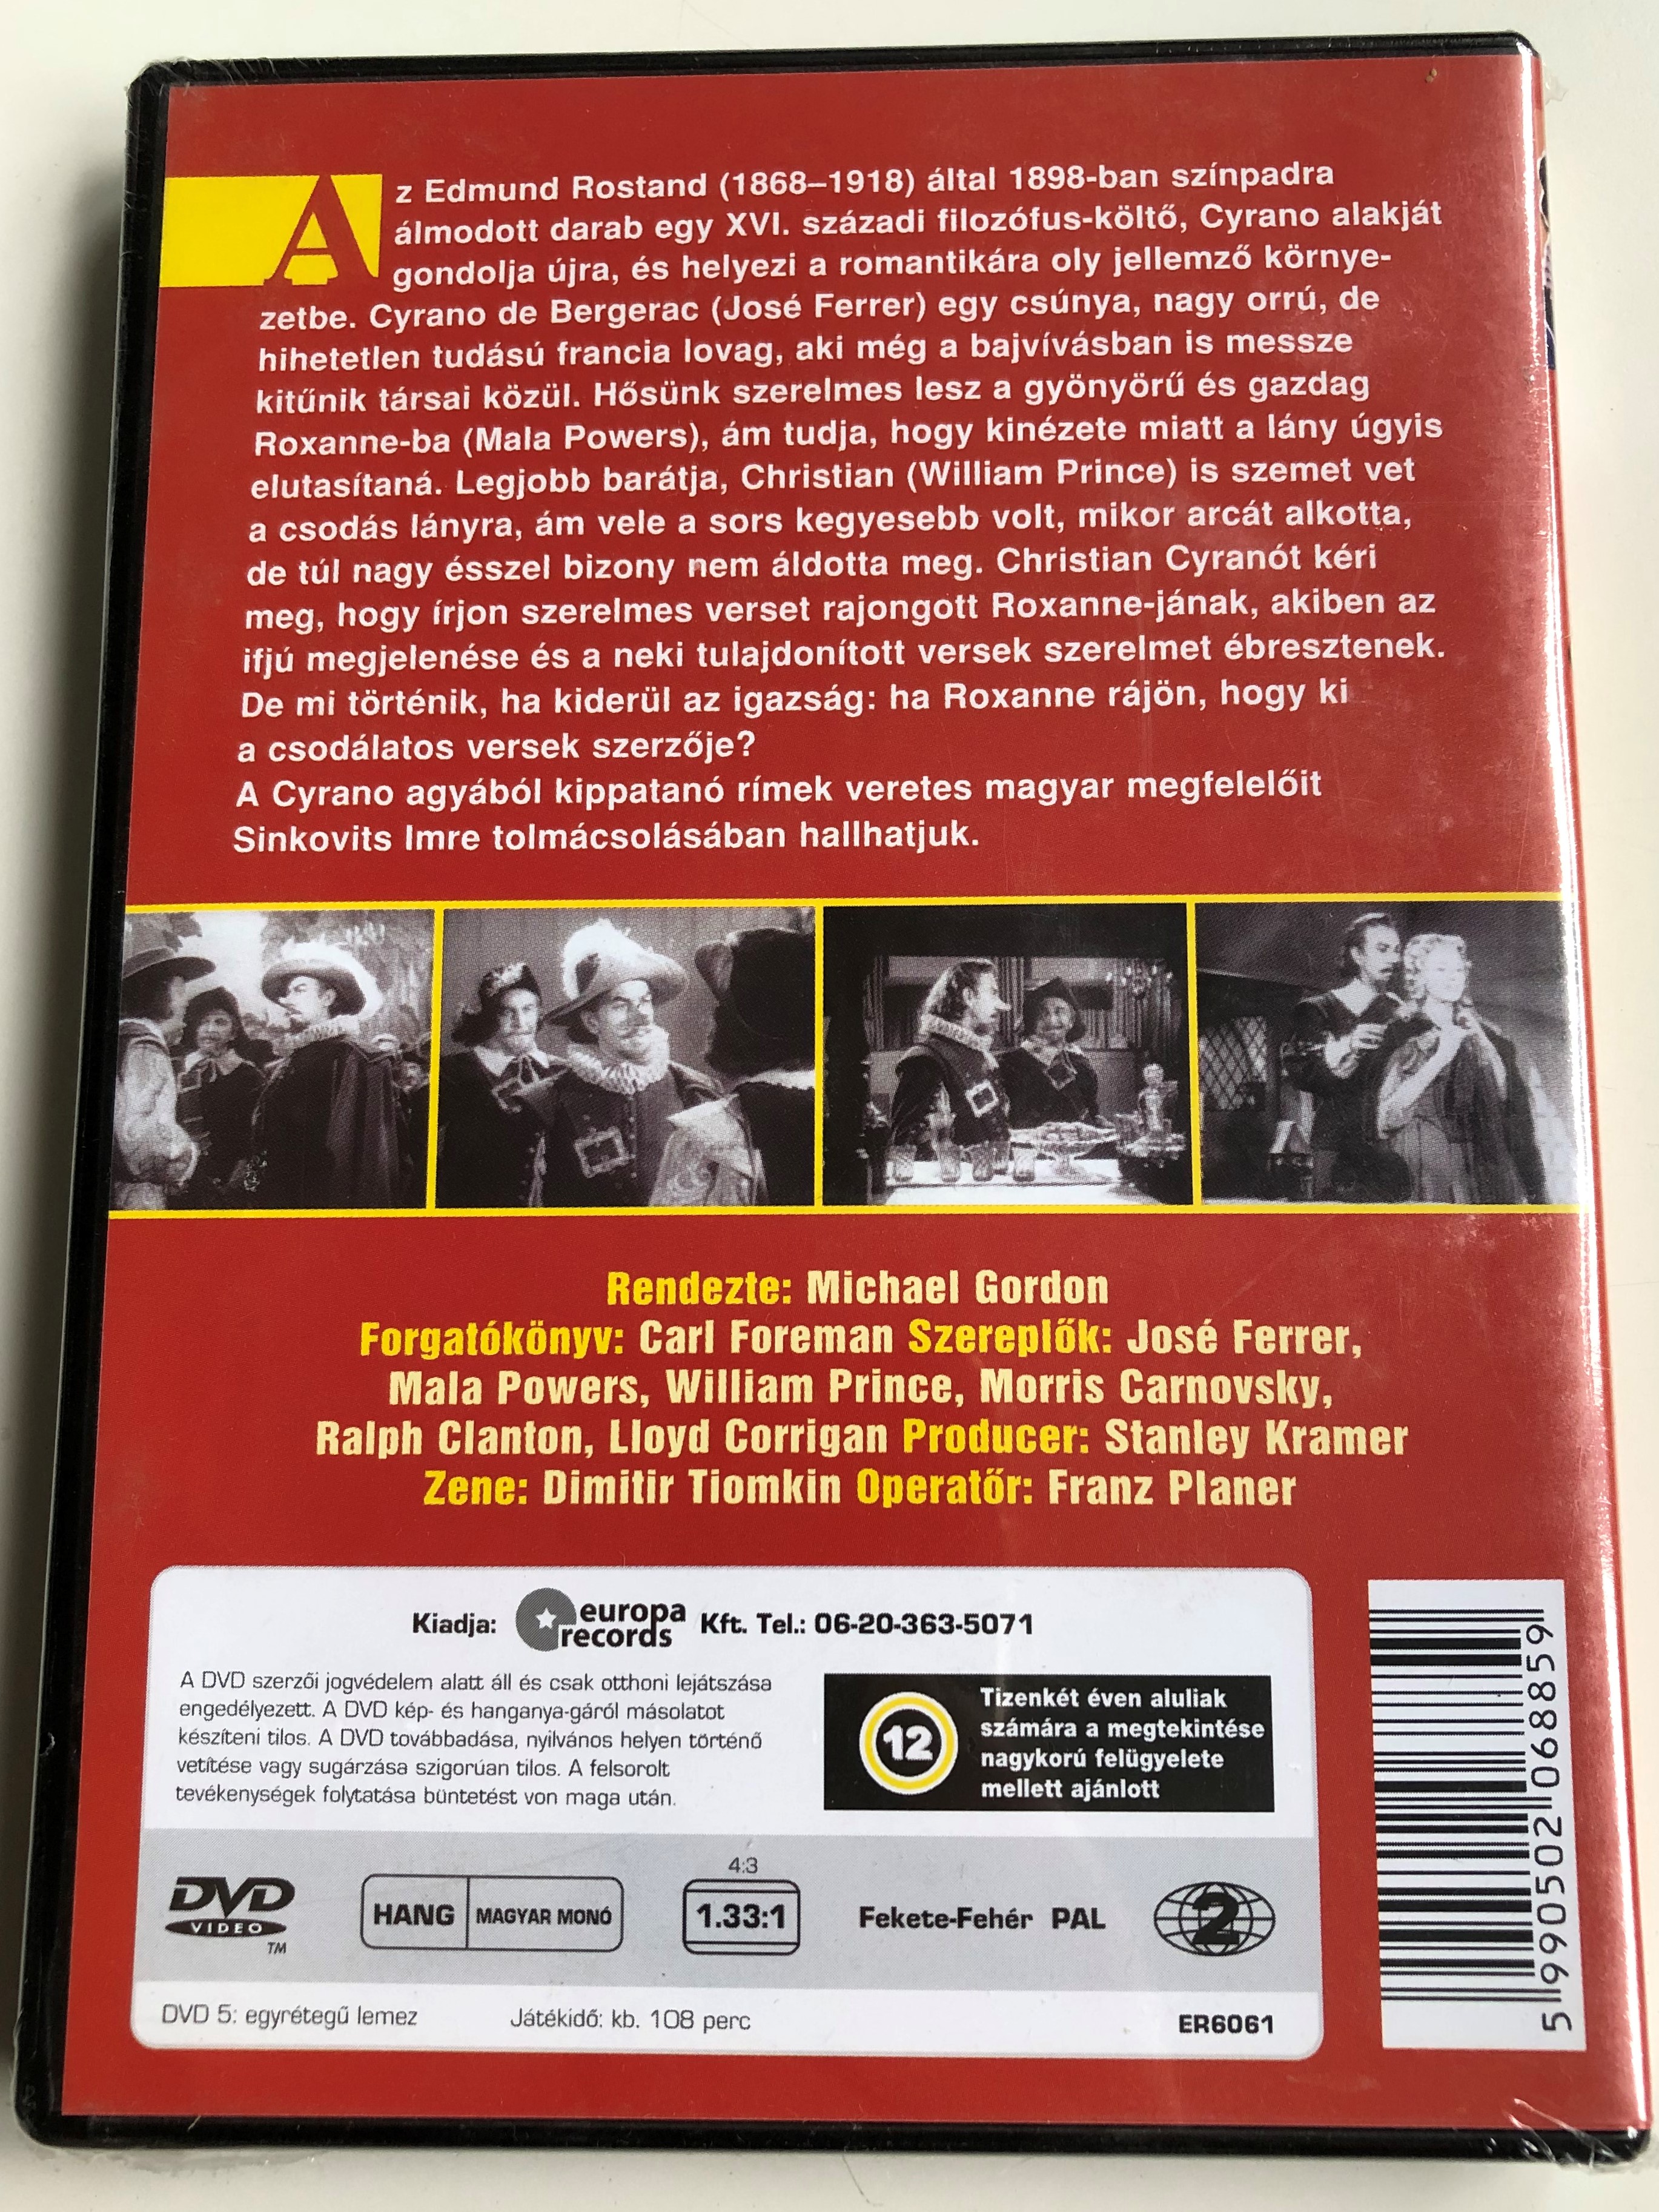 Az Edmund Rostand (1868–1918) által 1898-ban színpadra
álmodott darab egy XVI. századi filozófus-költő, Cyrano alakját
gondolja újra, és helyezi a romantikára oly jellemző környe-
zetbe. Cyrano de Bergerac (José Ferrer) egy csúnya, nagy orrú, de
hihetetlen tudású francia lovag, aki még a bajvívásban is messze
kitűnik társai közül. Hősünk szerelmes lesz a gyönyörű és gazdag
Roxanne-ba (Mala Powers), ám tudja, hogy kinézete miatt a lány úgyis
elutasítaná. Legjobb barátja, Christian (William Prince) is szemet vet
a csodás lányra, ám vele a sors kegyesebb volt, mikor arcát alkotta,
de túl nagy ésszel bizony nem áldotta meg. Christian Cyranót kéri
meg, hogy írjon szerelmes verset rajongott Roxanne-jának, akiben az
ifjú megjelenése és a neki tulajdonított versek szerelmet ébresztenek.
De mi történik, ha kiderül az igazság: ha Roxanne rájön, hogy ki
a csodálatos versek szerzője?
A Cyrano agyából kippatanó rímek veretes magyar megfelelőit
Sinkovits Imre tolmácsolásában hallhatjuk.
Rendezte: Michael Gordon
Forgatókönyv: Carl Foreman Szereplők: José Ferrer,
Mala Powers, William Prince, Morris Carnovsky,
Ralph Clanton, Lloyd Corrigan Producer: Stanley Kramer
Zene: Dimitir Tiomkin Operatőr: Franz Planer
Kiadja: europa records Kft. Tel.: 06-20-363-5071
A DVD szerzői jogvédelem alatt áll és csak otthoni lejátszása
engedélyezett. A DVD kép- és hanganya-gáról másolatot
készíteni tilos. A DVD továbbadása, nyilvános helyen történő
vetítése vagy sugárzása szigorúan tilos. A felsorolt
tevékenységek folytatása büntetést von maga után.
12
Tizenkét éven aluliak
számára a megtekintése
nagykorú felügyelete
mellett ajánlott
DVD VIDEO TM
HANG MAGYAR MONÓ
4:3
1.33:1
Fekete-Fehér PAL
2
DVD 5: egyrétegű lemez Játékidő: kb. 108 perc ER6061
5 990502 068859